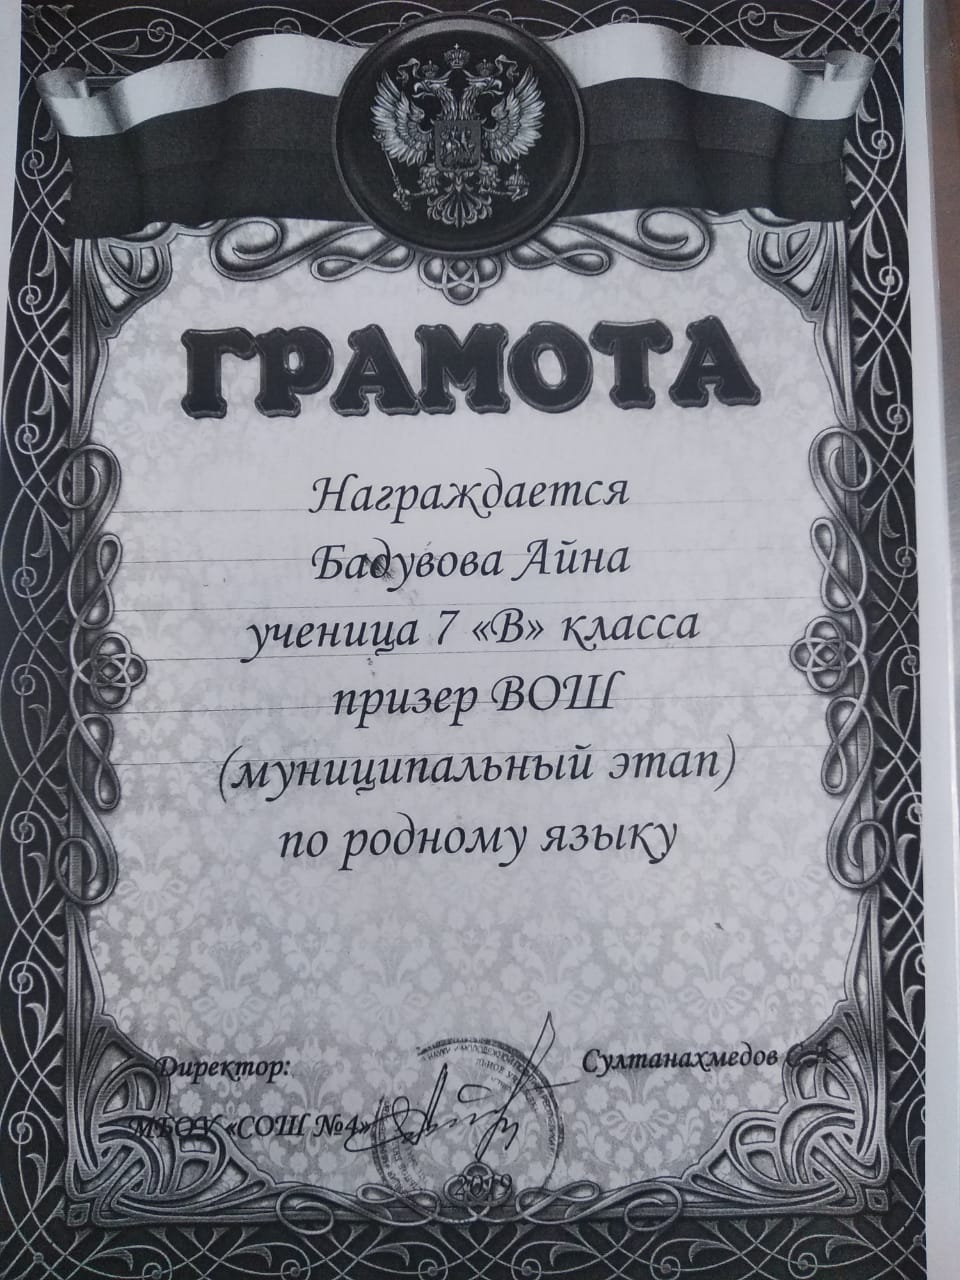 ГРАМОТА
Награждается
Бадувова Айна
ученица 7 «В» класса
призер ВОШ
(муниципальный этап)
по родному языку
Директор:
Султанахмедов
МБОУ «СОШ №4»
2019